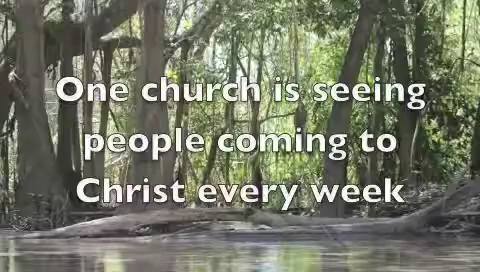 One church is seeing
people coming to
Christ every week